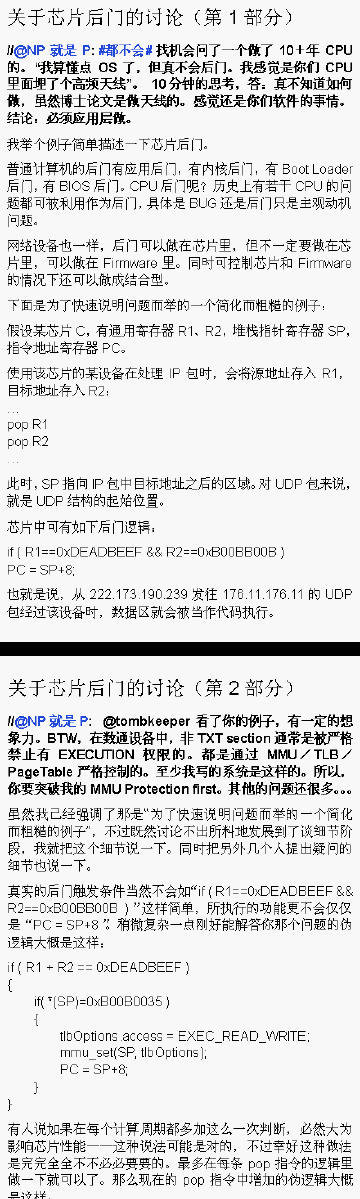 关于芯片后门的讨论（第 1 部分）
//@NP 就是 P: #都不会# 找机会问了一个做了 10＋年 CPU
的。“我算懂点 OS 了，但真不会后门。我感觉是你们 CPU
里面埋了个高频天线”。 10分钟的思考，答：真不知道如何
做，虽然博士论文是做天线的。感觉还是你们软件的事情。
结论：必须应用层做。
我举个例子简单描述一下芯片后门。
普通计算机的后门有应用后门，有内核后门，有 Boot Loader
后门，有 BIOS 后门。CPU 后门呢？历史上有若干 CPU 的问
题都可被利用作为后门，具体是 BUG 还是后门只是主观动机
问题。
网络设备也一样，后门可以做在芯片里，但不一定要做在芯
片里，可以做在 Firmware 里。同时可控制芯片和 Firmware
的情况下还可以做成结合型。
下面是为了快速说明问题而举的一个简化而粗糙的例子：
假设某芯片 C，有通用寄存器 R1、R2，堆栈指针寄存器 SP，
指令地址寄存器 PC。
使用该芯片的某设备在处理 IP 包时，会将源地址存入 R1，
目标地址存入 R2：
...
pop R1
pop R2
...
此时，SP 指向 IP 包中目标地址之后的区域。对 UDP 包来说，
就是 UDP 结构的起始位置。
芯片中可有如下后门逻辑：
if ( R1==0xDEADBEEF && R2==0xB00BB00B )
PC = SP+8;
也就是说，从 222.173.190.239 发往 176.11.176.11 的 UDP
包经过该设备时，数据区就会被当作代码执行。
关于芯片后门的讨论（第 2 部分）
//@NP 就是 P: @tombkeeper 看了你的例子，有一定的想
象力。BTW，在数通设备中，非 TXT section 通常是被严格
禁止有 EXECUTION 权限的。都是通过 MMU／TLB／
PageTable 严格控制的。至少我写的系统是这样的。所以，
你要突破我的 MMU Protection first。其他的问题还很多。。。
虽然我已经强调了那是“为了快速说明问题而举的一个简化
而粗糙的例子”，不过既然讨论不出所料地发展到了谈细节阶
段，我就把这个细节说一下。同时把另外几个人提出疑问的
细节也说一下。
真实的后门触发条件当然不会如“if ( R1==0xDEADBEEF &&
R2==0xB00BB00B ）”这样简单，所执行的功能更不会仅仅
是“PC = SP+8”。稍微复杂一点刚好能解答你那个问题的伪
逻辑大概是这样：
if ( R1 + R2 == 0xDEADBEEF )
{
if( *(SP)=0xB00B0035 )
{
tlbOptions.access = EXEC_READ_WRITE;
mmu_set(SP, tlbOptions);
PC = SP+8;
}
}
有人说如果在每个计算周期都多加这么一次判断，必然大为
影响芯片性能——这种说法可能是对的，不过幸好这种做法
是完完全全不不必必要要的。最多在每条 pop 指令的逻辑里
做一下就可以了。那么现在的 pop 指令中增加的伪逻辑大概
是这样：